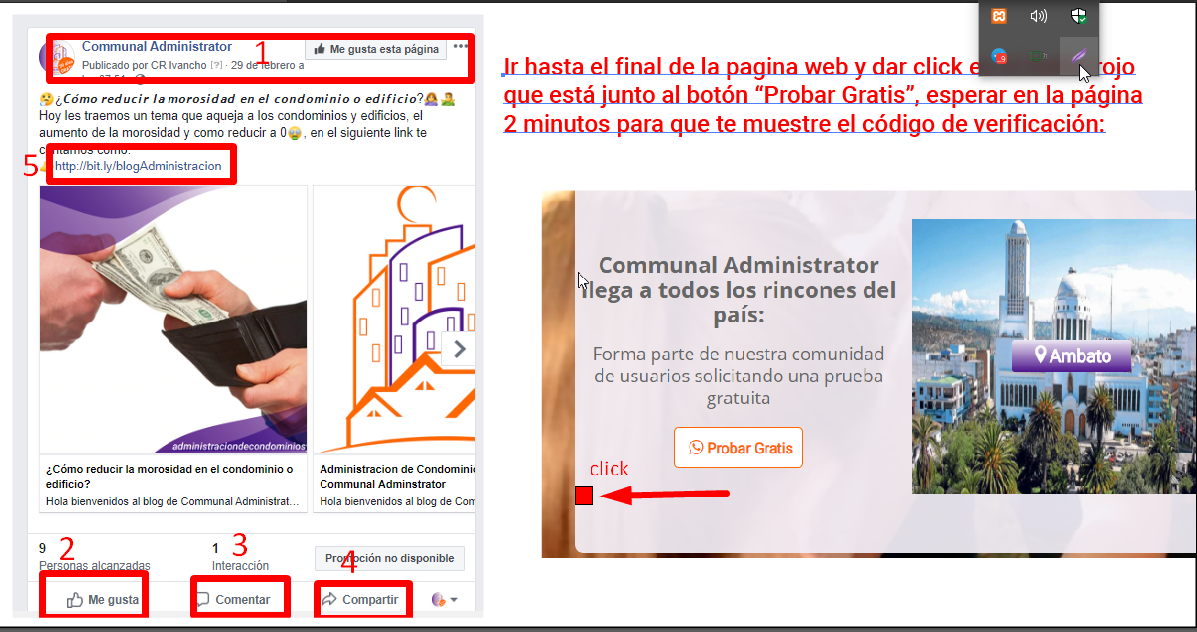 Communal Administrator
1
Me gusta esta página
Publicado por CR Ivancho [?] · 29 de febrero a
¿Cómo reducir la morosidad en el condominio o edificio?
Hoy les traemos un tema que aqueja a los condominios y edificios, el
aumento de la morosidad y como reducir a 0, en el siguiente link te
contamos como:
5
http://bit.ly/blogAdministracion
administraciondecondominios
¿Cómo reducir la morosidad en el condominio o
edificio?
Hola bienvenidos al blog de Communal Administrat…
Administracion de Condominio
Communal Adminstrator
Hola bienvenidos al blog de Com
9
2
Personas alcanzadas
1
3
Interacción
4
Promoción no disponible
Me gusta
Comentar
Compartir
Ir hasta el final de la pagina web y dar click e rojo
que está junto al botón “Probar Gratis”, esperar en la página
2 minutos para que te muestre el código de verificación:
Communal Administrator
llega a todos los rincones del
país:
Forma parte de nuestra comunidad
de usuarios solicitando una prueba
gratuita
Probar Gratis
click
Ambato